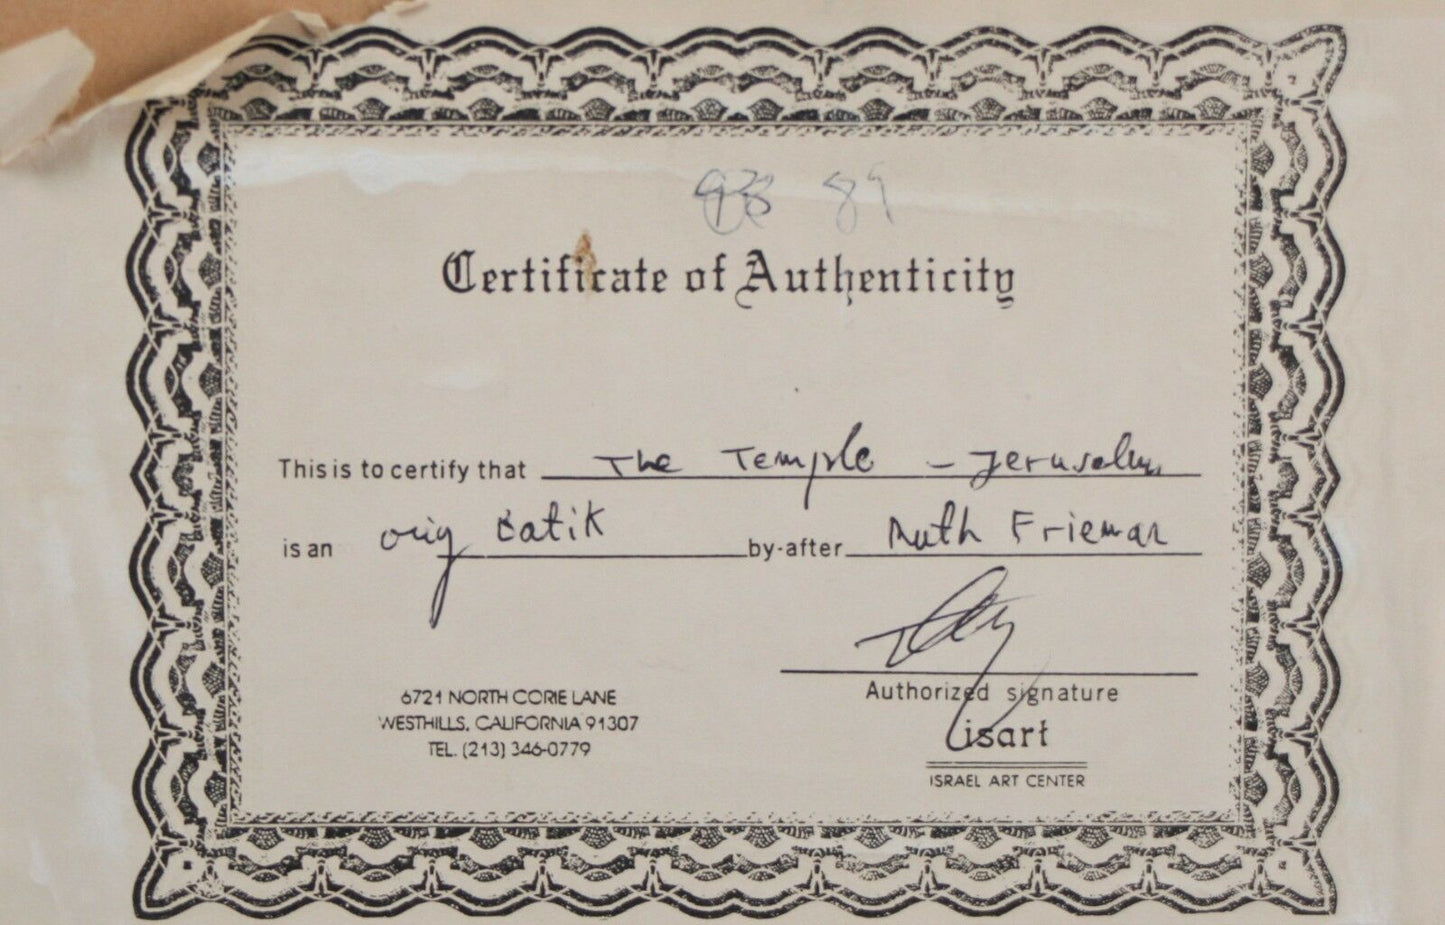 89
Certificate of Authenticity
This is to certify that The Temple - Jerusalem
is an orig Batik by-after Ruth Frieman
Authorized signature
isart
ISRAEL ART CENTER
6721 NORTH CORIE LANE
WESTHILLS, CALIFORNIA 91307
TEL. (213) 346-0779